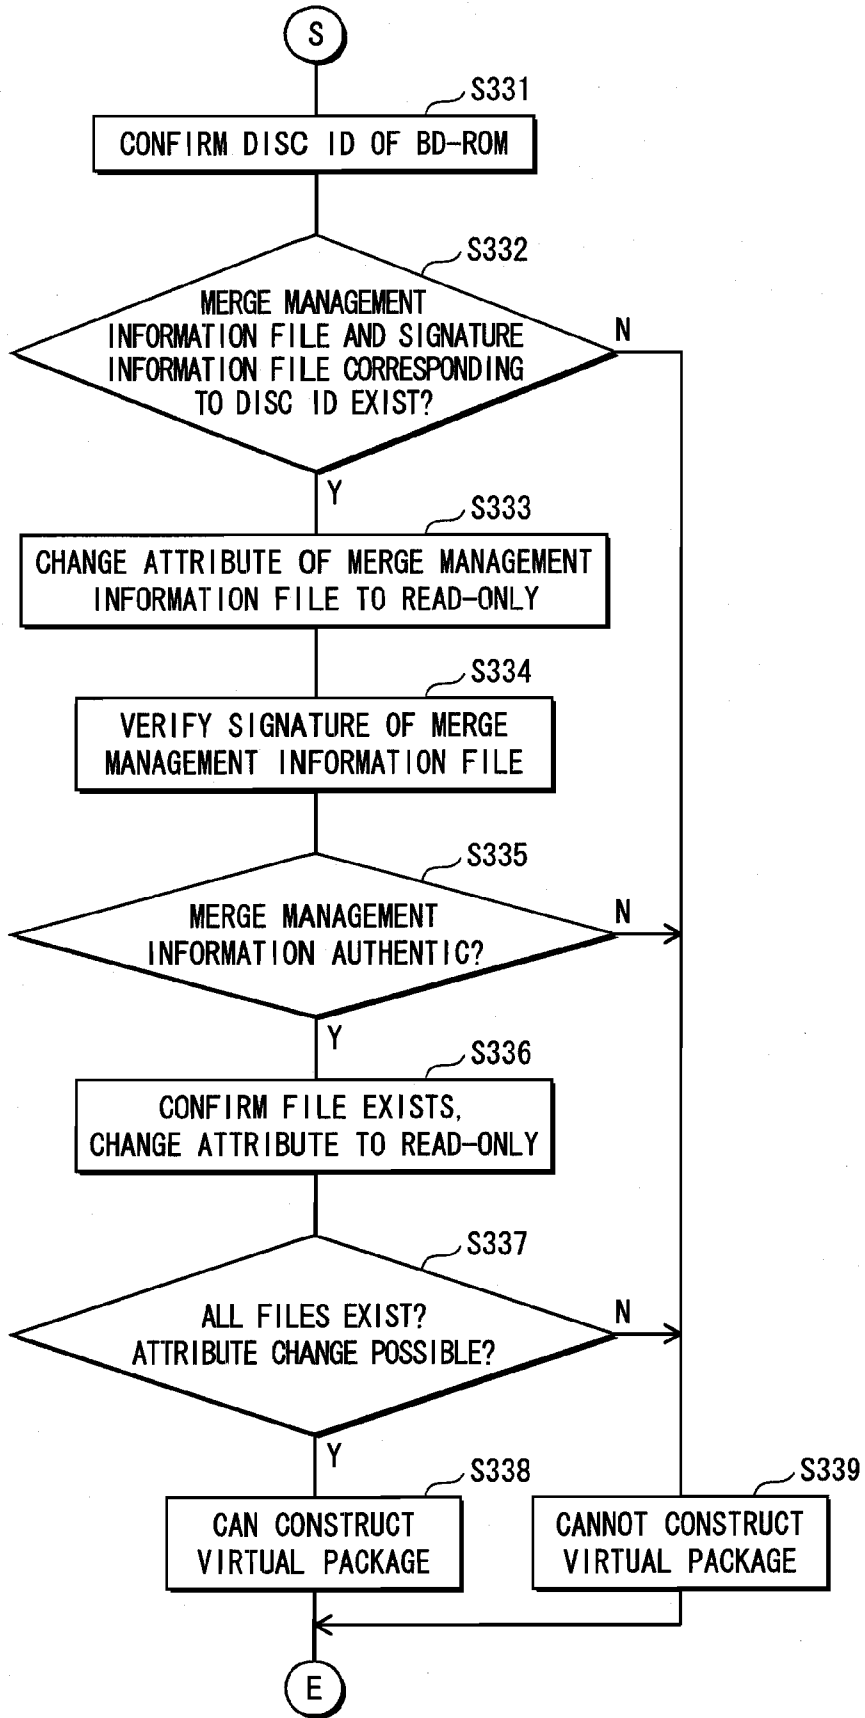 S
S331
CONFIRM DISC ID OF BD-ROM
S332
MERGE MANAGEMENT
INFORMATION FILE AND SIGNATURE
INFORMATION FILE CORRESPONDING
TO DISC ID EXIST?
N
Y
S333
CHANGE ATTRIBUTE OF MERGE MANAGEMENT
INFORMATION FILE TO READ-ONLY
S334
VERIFY SIGNATURE OF MERGE
MANAGEMENT INFORMATION FILE
S335
MERGE MANAGEMENT
INFORMATION AUTHENTIC?
N
Y
S336
CONFIRM FILE EXISTS,
CHANGE ATTRIBUTE TO READ-ONLY
S337
ALL FILES EXIST?
ATTRIBUTE CHANGE POSSIBLE?
N
Y
S338
CAN CONSTRUCT
VIRTUAL PACKAGE
S339
CANNOT CONSTRUCT
VIRTUAL PACKAGE
E